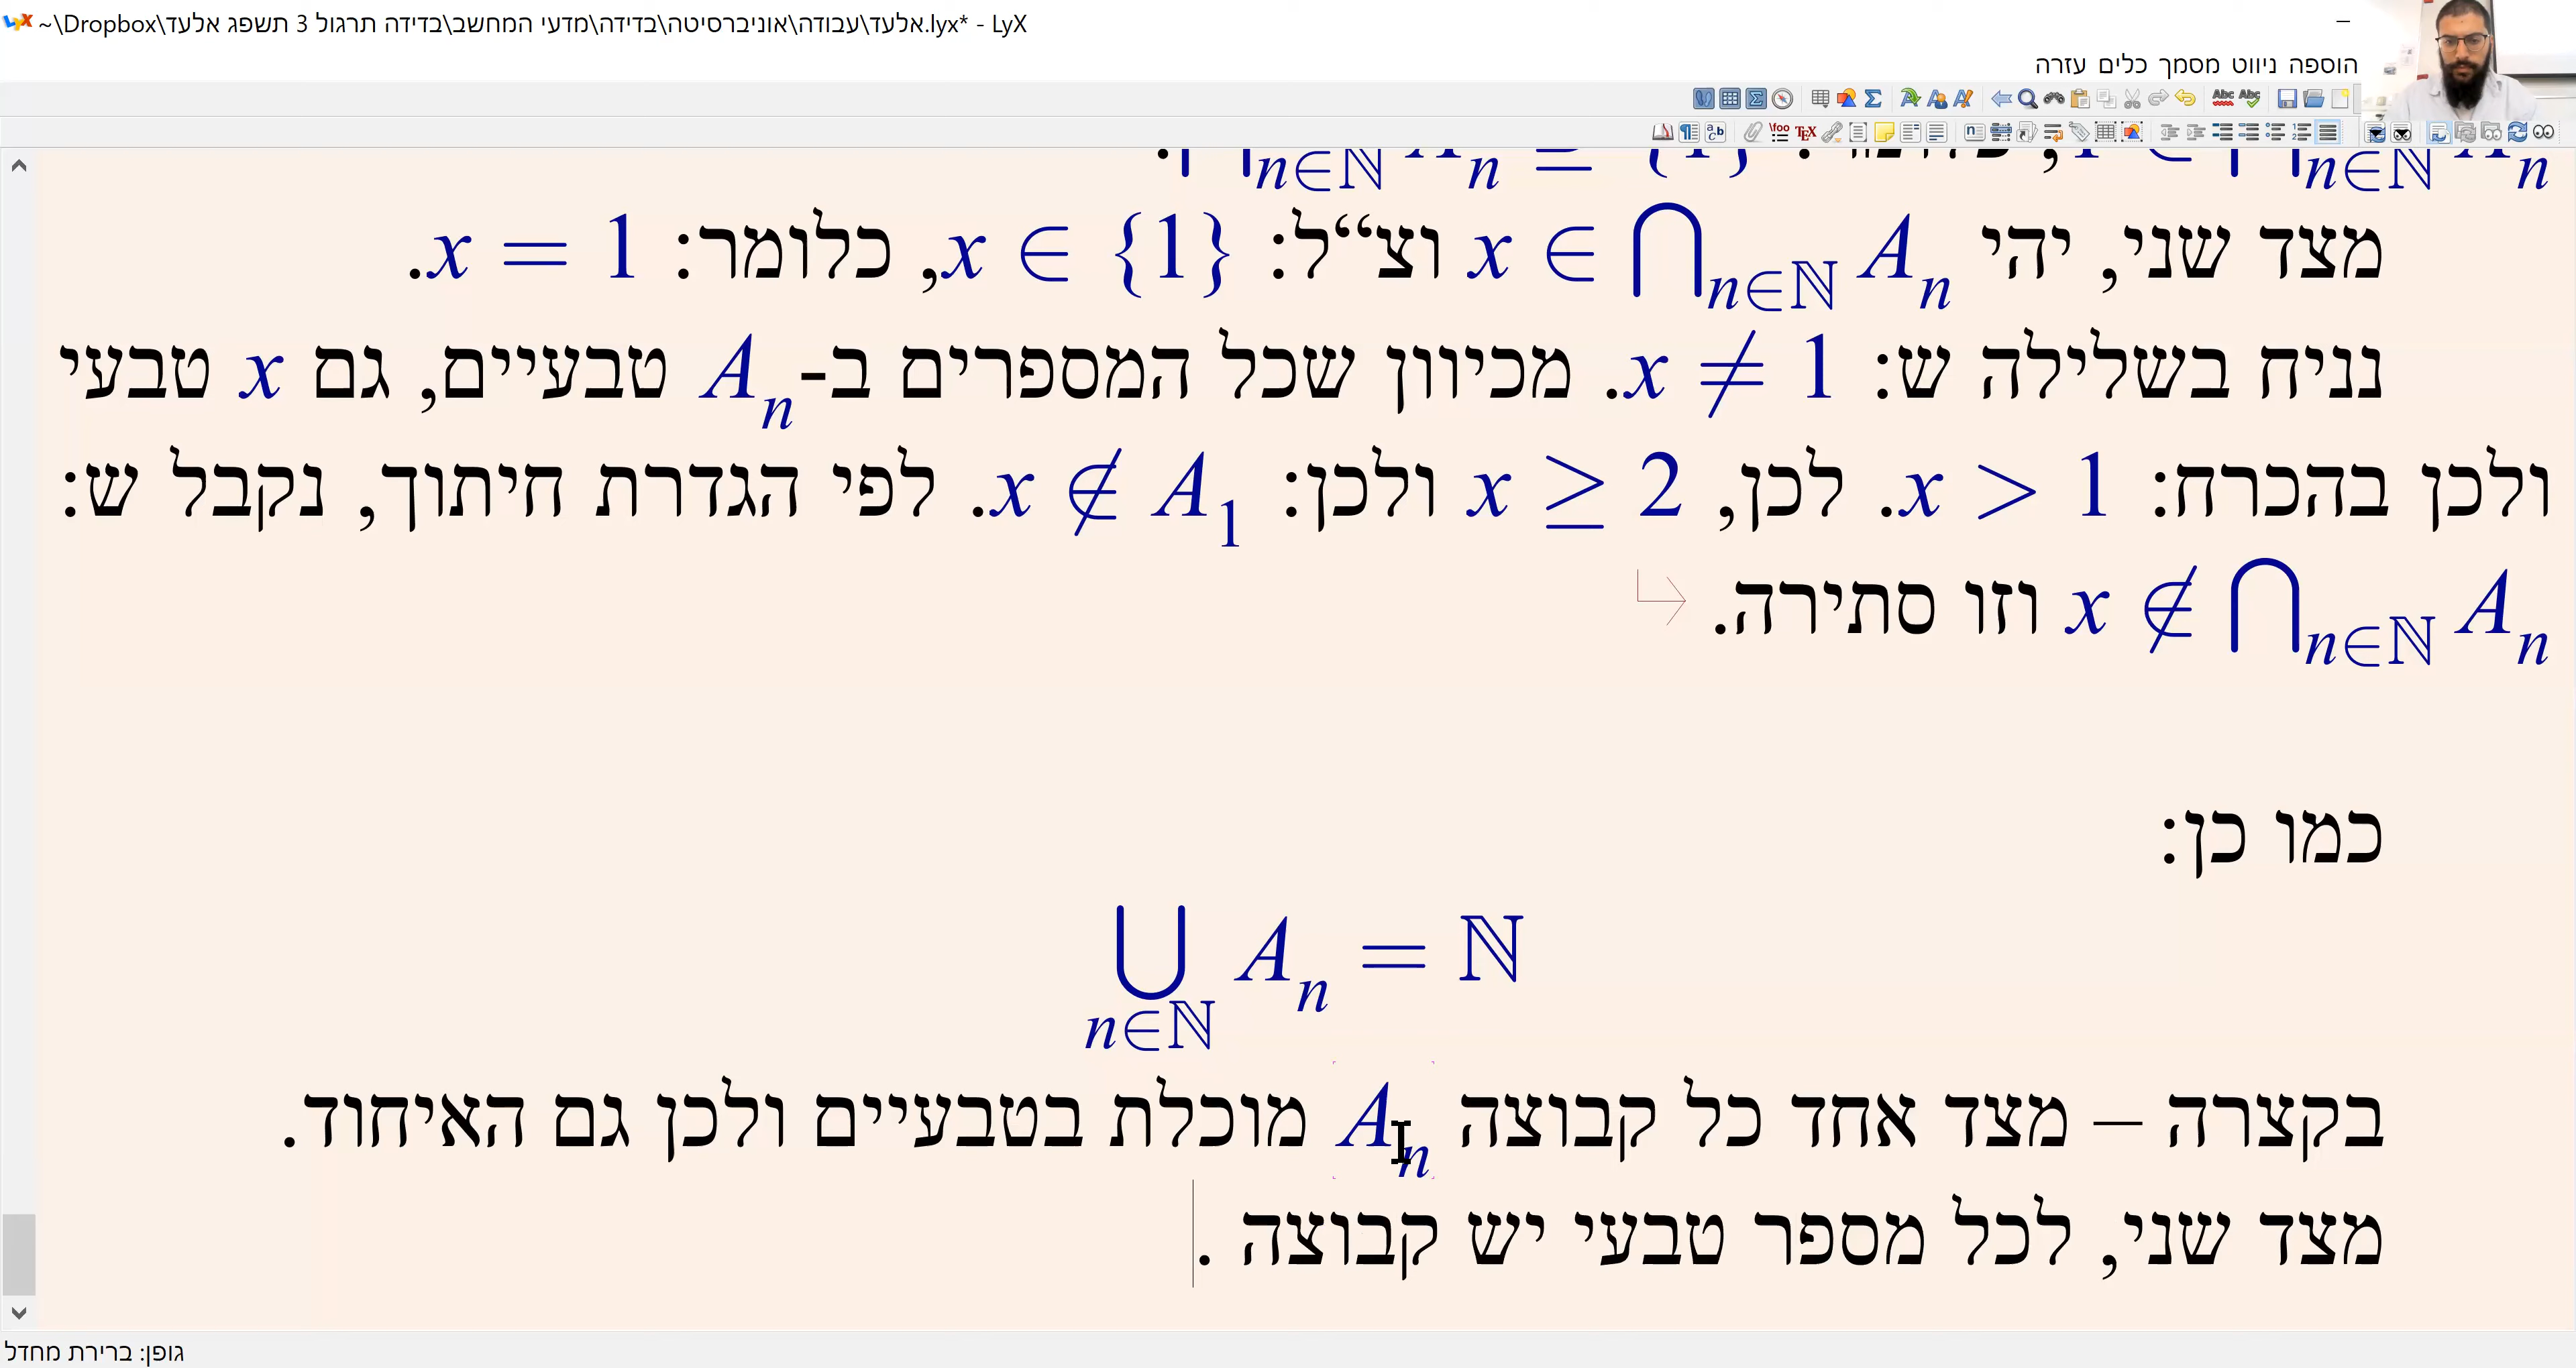 ~\Dropbox\אלעד\עבודה\אוניברסיטה\בדידה\מדעי המחשב\בדידה תרגול 3 תשפג אלעד.lyx* - LyX
הוספה ניווט מסמך כלים עזרה
מצד שני, יהי x ∈ ⋂_{n∈ℕ} A_n וצ“ל: x ∈ {1}, כלומר: x = 1.
נניח בשלילה ש: x ≠ 1. מכיוון שכל המספרים ב-A_n טבעיים, גם x טבעי
ולכן בהכרח: x > 1. לכן, x ≥ 2 ולכן: x ∉ A_1. לפי הגדרת חיתוך, נקבל ש:
x ∉ ⋂_{n∈ℕ} A_n וזו סתירה.
כמו כן:
⋃_{n∈ℕ} A_n = ℕ
בקצרה – מצד אחד כל קבוצה A_n מוכלת בטבעיים ולכן גם האיחוד.
מצד שני, לכל מספר טבעי יש קבוצה .
גופן: ברירת מחדל